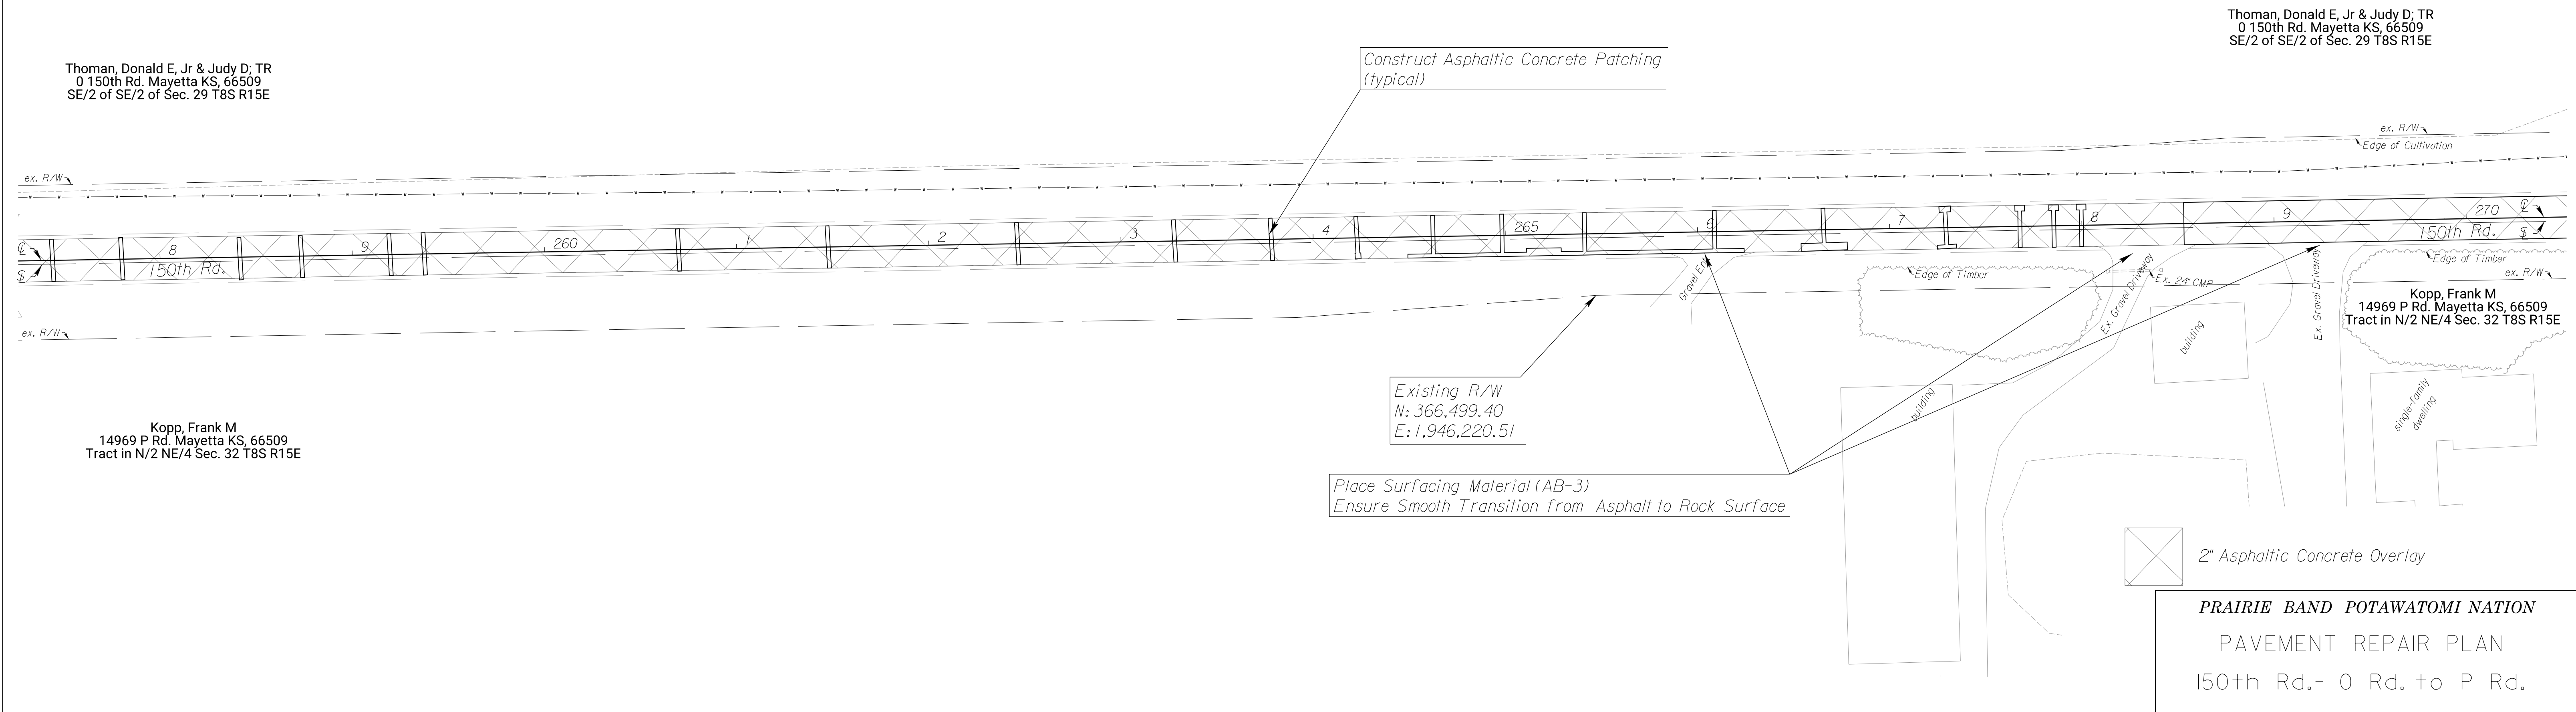 Thoman, Donald E, Jr & Judy D; TR
0 150th Rd. Mayetta KS, 66509
SE/2 of SE/2 of Sec. 29 T8S R15E
Thoman, Donald E, Jr & Judy D; TR
0 150th Rd. Mayetta KS, 66509
SE/2 of SE/2 of Sec. 29 T8S R15E
Construct Asphaltic Concrete Patching
(typical)
ex. R/W
ex. R/W
Edge of Cultivation
8
9
260
1
2
3
4
265
6
7
8
9
270
150th Rd.
150th Rd.
℄
℄
Edge of Timber
Edge of Timber
Gravel Ent.
Ex. Gravel Driveway
Ex. 24" CMP
Ex. Gravel Driveway
ex. R/W
ex. R/W
Kopp, Frank M
14969 P Rd. Mayetta KS, 66509
Tract in N/2 NE/4 Sec. 32 T8S R15E
building
building
single-family
dwelling
Existing R/W
N: 366,499.40
E: 1,946,220.51
Kopp, Frank M
14969 P Rd. Mayetta KS, 66509
Tract in N/2 NE/4 Sec. 32 T8S R15E
Place Surfacing Material (AB-3)
Ensure Smooth Transition from Asphalt to Rock Surface
2" Asphaltic Concrete Overlay
PRAIRIE BAND POTAWATOMI NATION
PAVEMENT REPAIR PLAN
150th Rd.- O Rd. to P Rd.